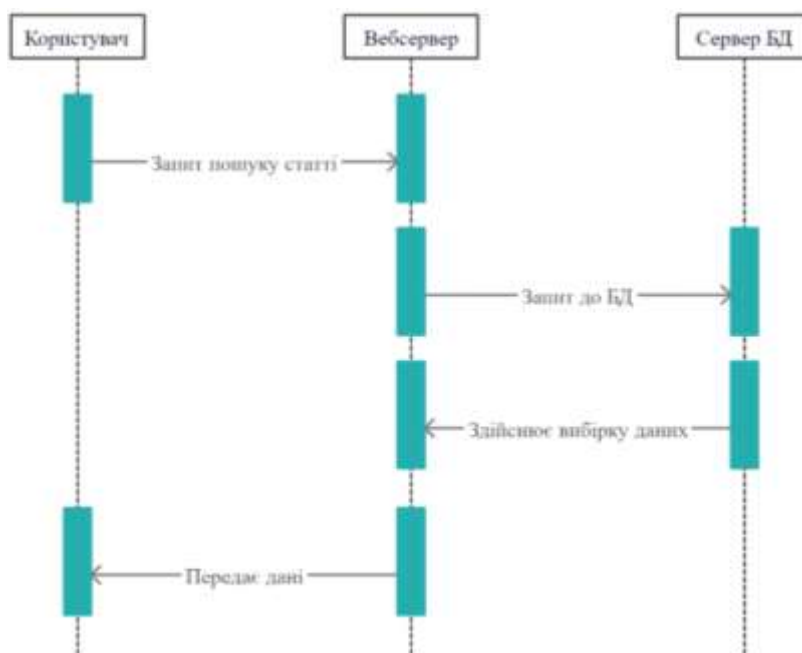 Користувач
Вебсервер
Сервер БД
Запит пошуку статті
Запит до БД
Здійснює вибірку даних
Передає дані